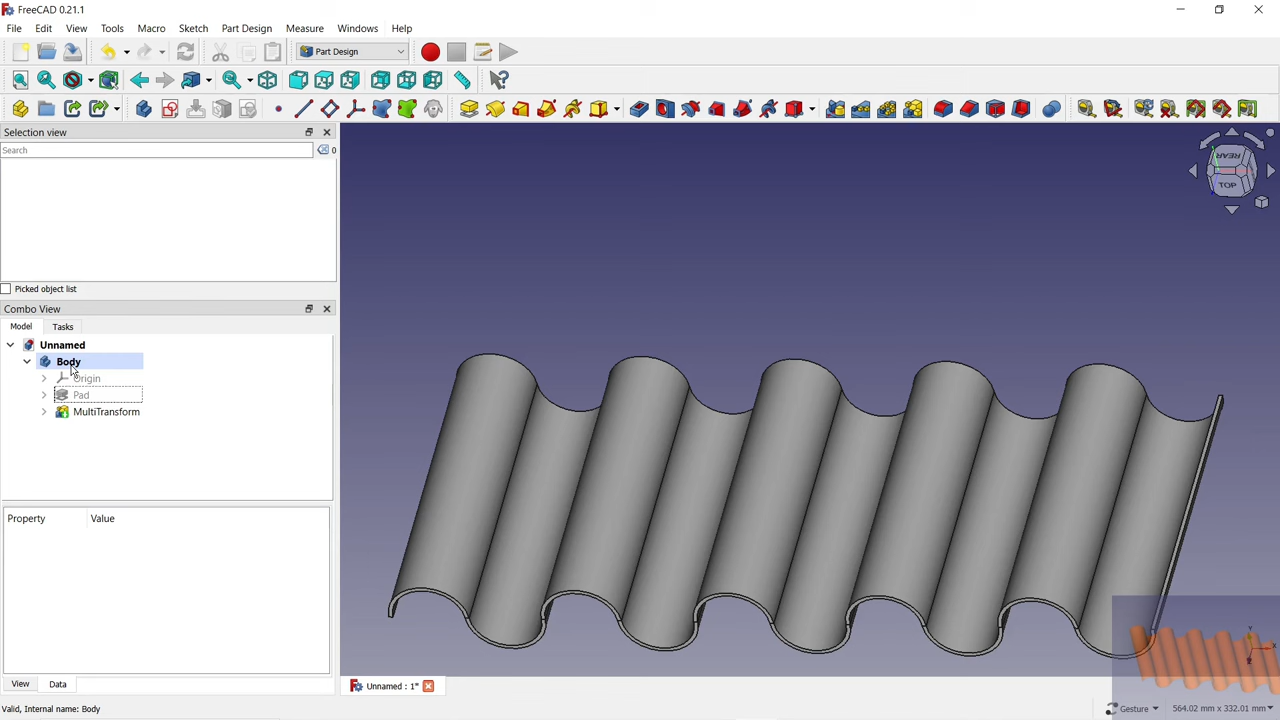 FreeCAD 0.21.1
File Edit View Tools Macro Sketch Part Design Measure Windows Help
Part Design
Selection view
Search
0
Picked object list
Combo View
Model Tasks
Unnamed
Body
Origin
Pad
MultiTransform
Property Value
View Data
REAR
TOP
Unnamed : 1*
Y
X
Valid, Internal name: Body
Gesture
564.02 mm x 332.01 mm